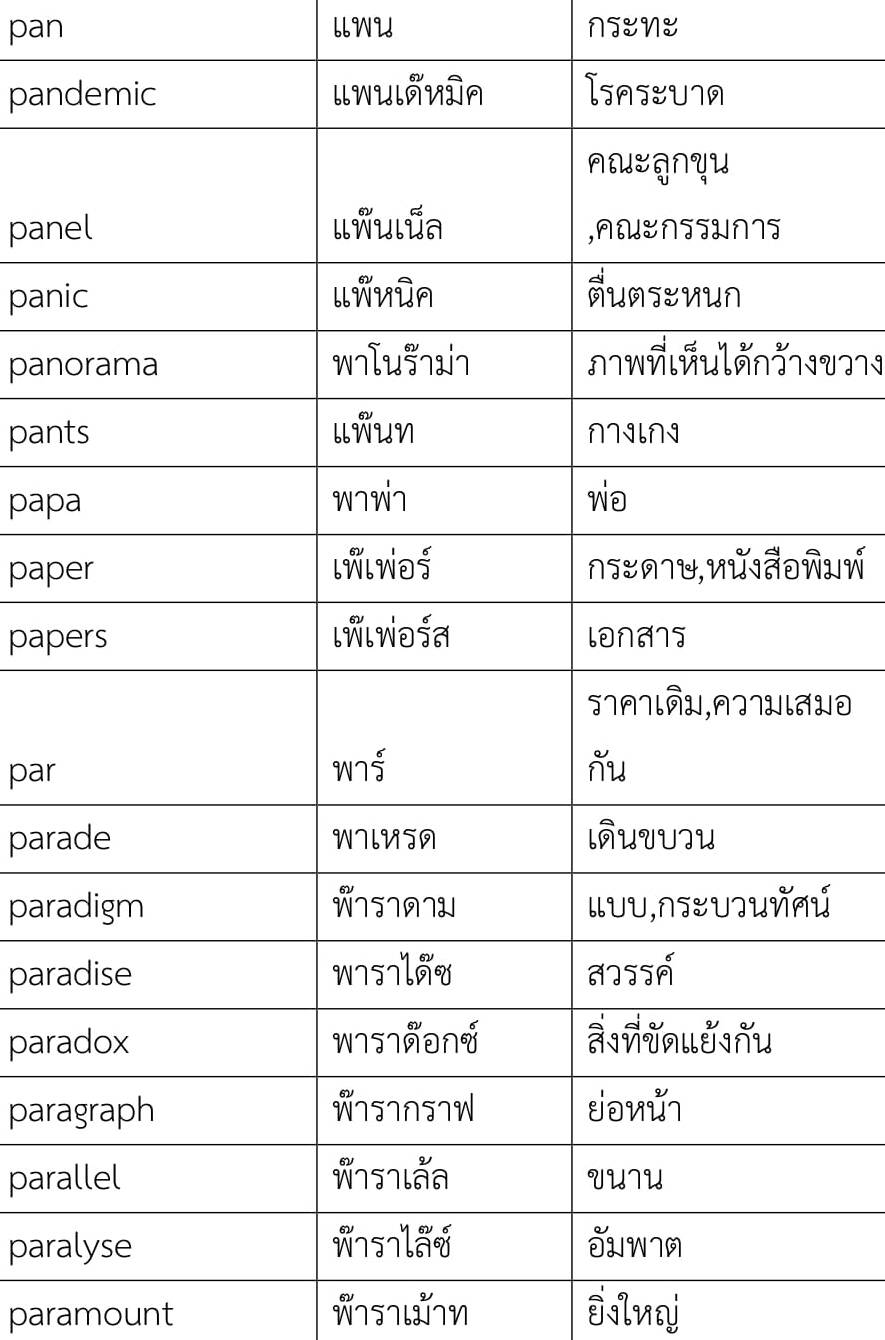 pan แพน กระทะ
pandemic แพนเด๊หมิค โรคระบาด
คณะลูกขุน
panel แพ๊นเน็ล ,คณะกรรมการ
panic แพ๊หนิค ตื่นตระหนก
panorama พาโนร๊าม่า ภาพที่เห็นได้กว้างขวาง
pants แพ๊นท กางเกง
papa พาพ่า พ่อ
paper เพ๊เพ่อร์ กระดาษ,หนังสือพิมพ์
papers เพ๊เพ่อร์ส เอกสาร
ราคาเดิม,ความเสมอ
par พาร์ กัน
parade พาเหรด เดินขบวน
paradigm พ๊าราดาม แบบ,กระบวนทัศน์
paradise พาราได๊ซ สวรรค์
paradox พาราด๊อกซ์ สิ่งที่ขัดแย้งกัน
paragraph พ๊ารากราฟ ย่อหน้า
parallel พ๊าราเล้ล ขนาน
paralyse พ๊าราไล๊ซ์ อัมพาต
paramount พ๊าราเม้าท ยิ่งใหญ่